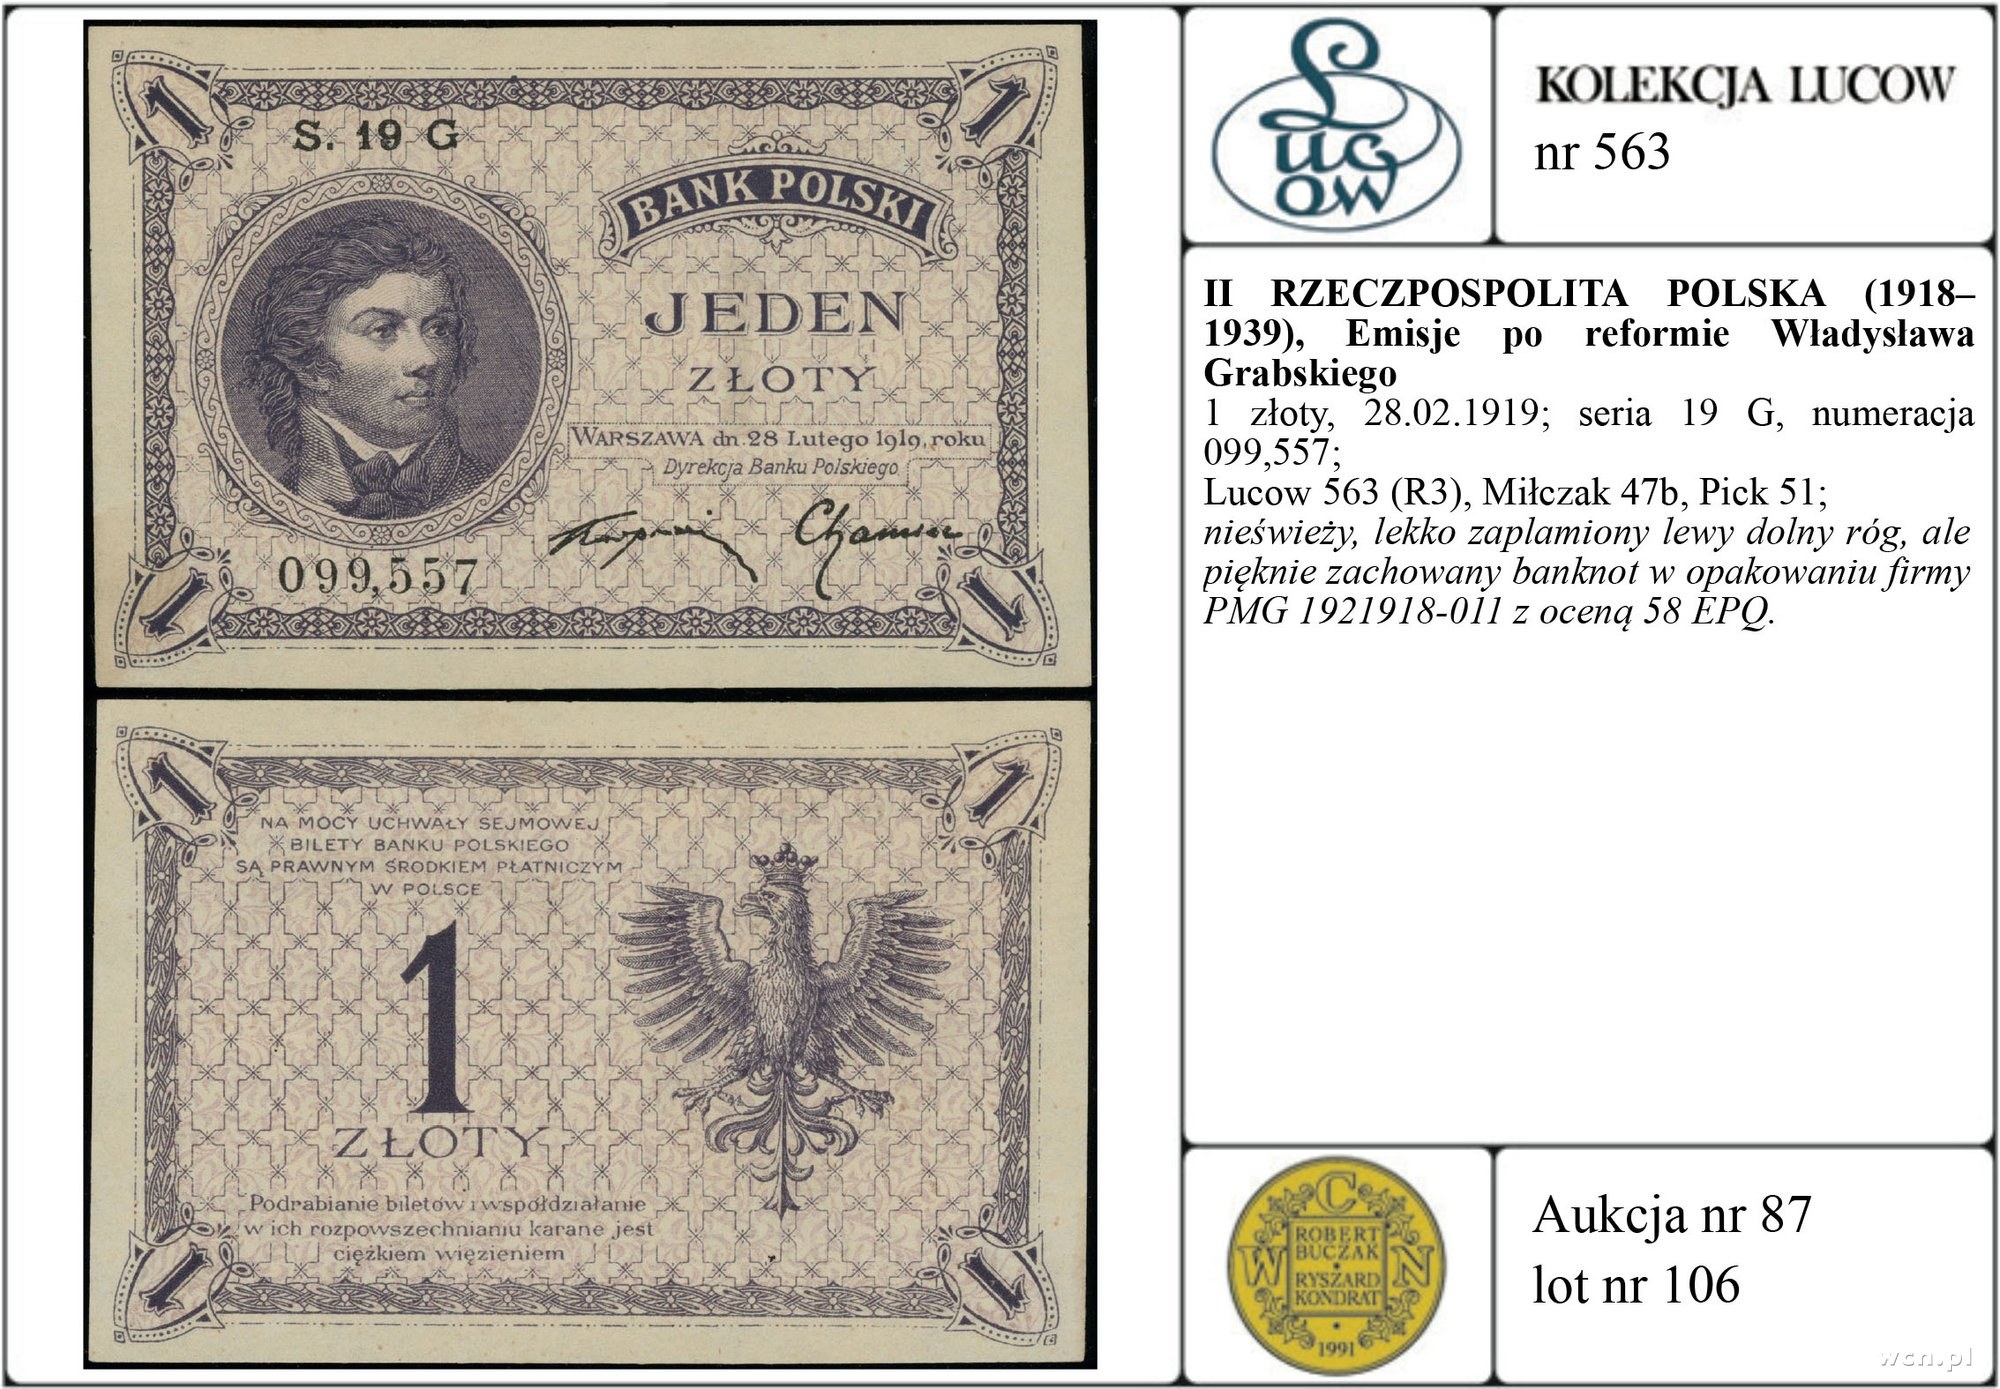 1
1
S. 19 G
BANK POLSKI
JEDEN
ZŁOTY
WARSZAWA dn. 28 Lutego 1919, roku
Dyrekcja Banku Polskiego
099,557
1
1
1
1
NA MOCY UCHWAŁY SEJMOWEJ
BILETY BANKU POLSKIEGO
SĄ PRAWNYM ŚRODKIEM PŁATNICZYM
W POLSCE
1
ZŁOTY
Podrabianie biletów i współdziałanie
w ich rozpowszechnianiu karane jest
ciężkiem więzieniem
1
1
LUCOW
KOLEKCJA LUCOW
nr 563
II RZECZPOSPOLITA POLSKA (1918–
1939), Emisje po reformie Władysława
Grabskiego
1 złoty, 28.02.1919; seria 19 G, numeracja
099,557;
Lucow 563 (R3), Miłczak 47b, Pick 51;
nieświeży, lekko zaplamiony lewy dolny róg, ale
pięknie zachowany banknot w opakowaniu firmy
PMG 1921918-011 z oceną 58 EPQ.
W C N
ROBERT
BUCZAK
RYSZARD
KONDRAT
1991
Aukcja nr 87
lot nr 106
wcn.pl